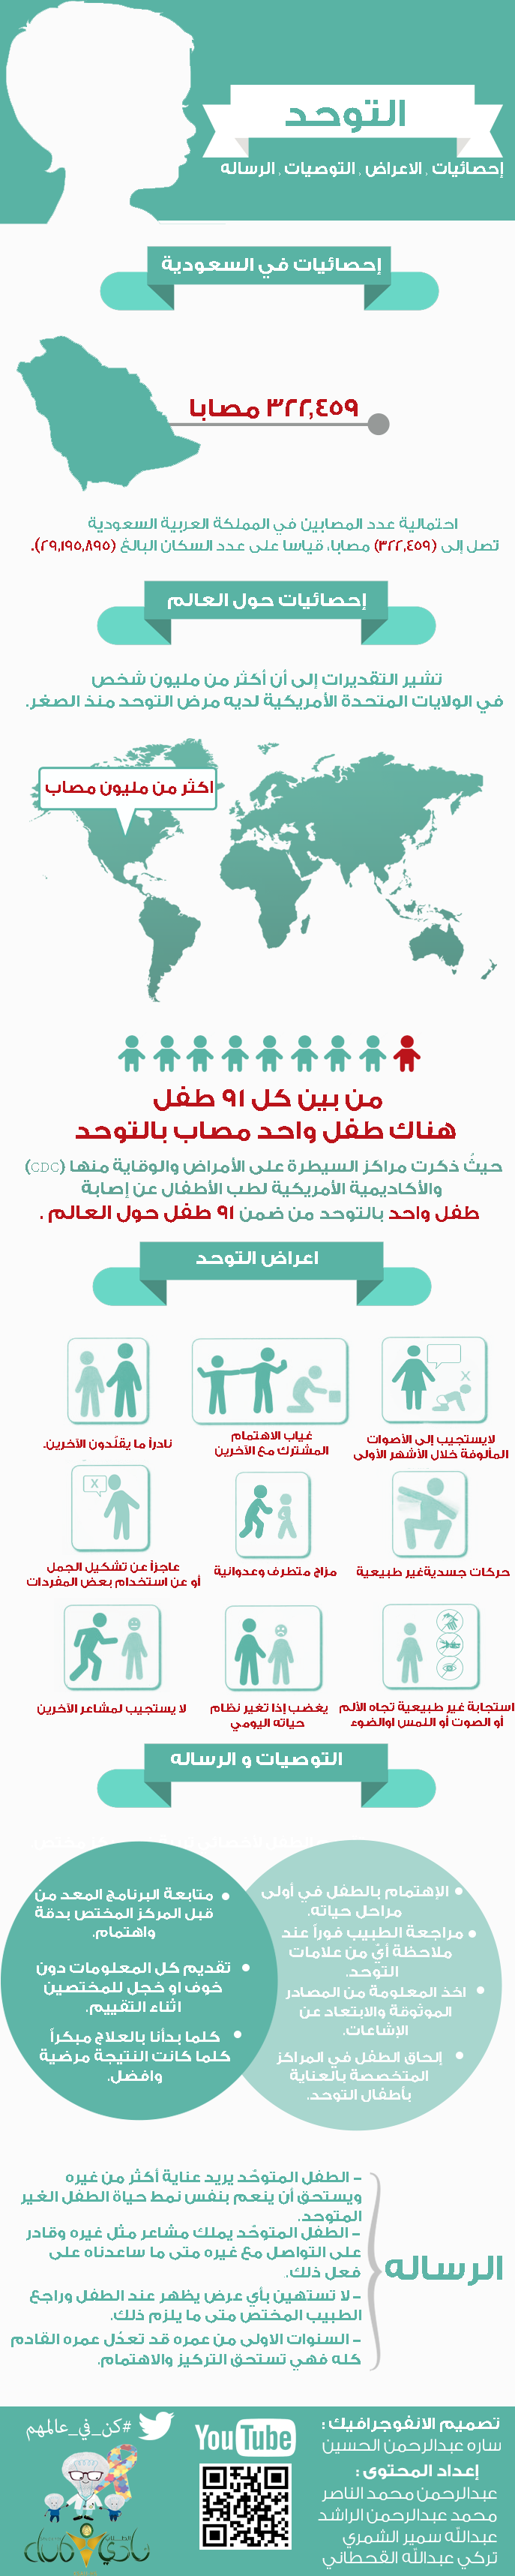 التوحد
إحصائيات , الاعراض , التوصيات , الرساله
إحصائيات في السعودية
٣٢٢,٤٥٩ مصابا
احتمالية عدد المصابين في المملكة العربية السعودية
تصل إلى (٣٢٢,٤٥٩) مصابا، قياسا على عدد السكان البالغ (٢٩,١٩٥,٨٩٥).
إحصائيات حول العالم
تشير التقديرات إلى أن أكثر من مليون شخص
في الولايات المتحدة الأمريكية لديه مرض التوحد منذ الصغر.
اكثر من مليون مصاب
من بين كل ٩١ طفل
هناك طفل واحد مصاب بالتوحد
حيثُ ذكرت مراكز السيطرة على الأمراض والوقاية منها (CDC)
والأكاديمية الأمريكية لطب الأطفال عن إصابة
طفل واحد بالتوحد من ضمن ٩١ طفل حول العالم .
اعراض التوحد
لايستجيب إلى الأصوات
المألوفة خلال الأشهر الأولى
غياب الاهتمام
المشترك مع الآخرين
نادراً ما يقلّدون الآخرين.
حركات جسديةغير طبيعية
مزاج متطرف وعدوانية
X
عاجزاً عن تشكيل الجمل
أو عن استخدام بعض المفردات
استجابة غير طبيعية تجاه الألم
أو الصوت أو اللمس اوالضوء
يغضب إذا تغير نظام
حياته اليومي
لا يستجيب لمشاعر الآخرين
التوصيات و الرساله
• الإهتمام بالطفل في أولى
مراحل حياته.
• مراجعة الطبيب فوراً عند
ملاحظة أيٌ من علامات
التوحد.
• اخذ المعلومة من المصادر
الموثوقة والابتعاد عن
الإشاعات.
• إلحاق الطفل في المراكز
المتخصصة بالعناية
بأطفال التوحد.
• متابعة البرنامج المعد من
قبل المركز المختص بدقة
واهتمام.
• تقديم كل المعلومات دون
خوف او خجل للمختصين
اثناء التقييم.
• كلما بدأنا بالعلاج مبكراً
كلما كانت النتيجة مرضية
وافضل.
الرساله
- الطفل المتوحّد يريد عناية أكثر من غيره
ويستحق أن ينعم بنفس نمط حياة الطفل الغير
المتوحد.
- الطفل المتوحّد يملك مشاعر مثل غيره وقادر
على التواصل مع غيره متى ما ساعدناه على
فعل ذلك.
- لا تستهين بأي عرض يظهر عند الطفل وراجع
الطبيب المختص متى ما يلزم ذلك.
- السنوات الاولى من عمره قد تعدّل عمره القادم
كله فهي تستحق التركيز والاهتمام.
تصميم الانفوجرافيك :
ساره عبدالرحمن الحسين
إعداد المحتوى :
عبدالرحمن محمد الناصر
محمد عبدالرحمن الراشد
عبدالله سمير الشمري
تركي عبدالله القحطاني
YouTube
#كن_في_عالمهم